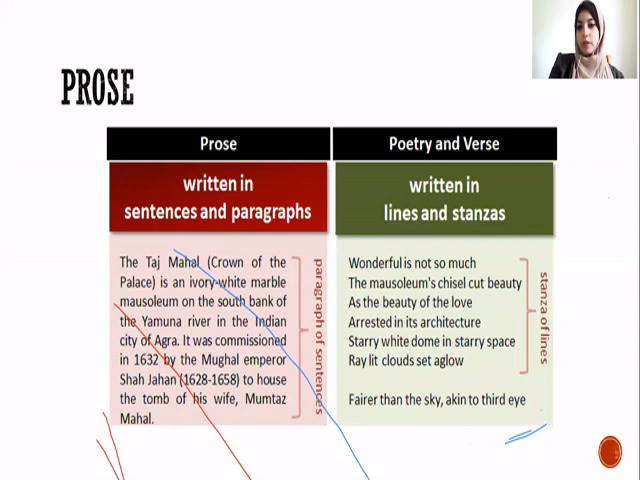 PROSE
Prose
Poetry and Verse
written in
sentences and paragraphs
written in
lines and stanzas
The Taj Mahal (Crown of the
Palace) is an ivory-white marble
mausoleum on the south bank of
the Yamuna river in the Indian
city of Agra. It was commissioned
in 1632 by the Mughal emperor
Shah Jahan (1628-1658) to house
the tomb of his wife, Mumtaz
Mahal.
paragraph of sentences
Wonderful is not so much
The mausoleum's chisel cut beauty
As the beauty of the love
Arrested in its architecture
Starry white dome in starry space
Ray lit clouds set aglow
Fairer than the sky, akin to third eye
stanza of lines